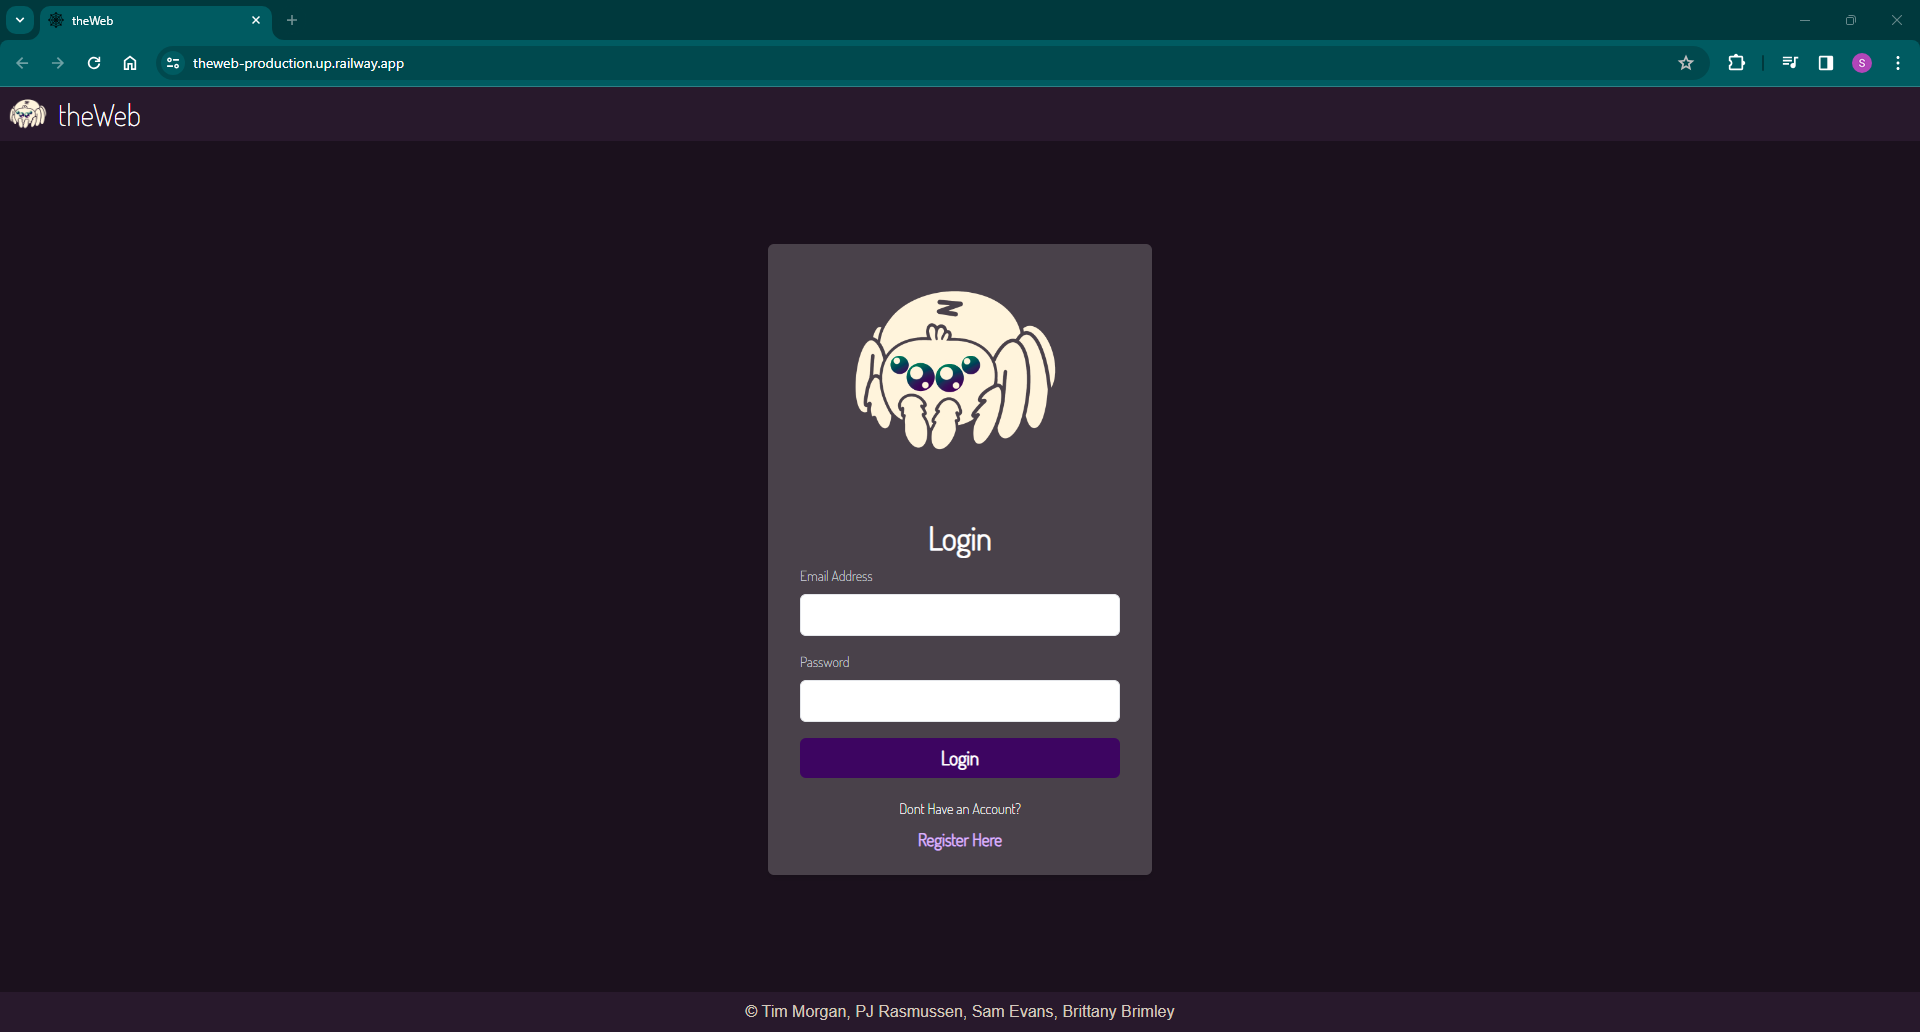 theWeb
theweb-production.up.railway.app
S
theWeb
Login
Email Address
Password
Login
Dont Have an Account?
Register Here
© Tim Morgan, PJ Rasmussen, Sam Evans, Brittany Brimley